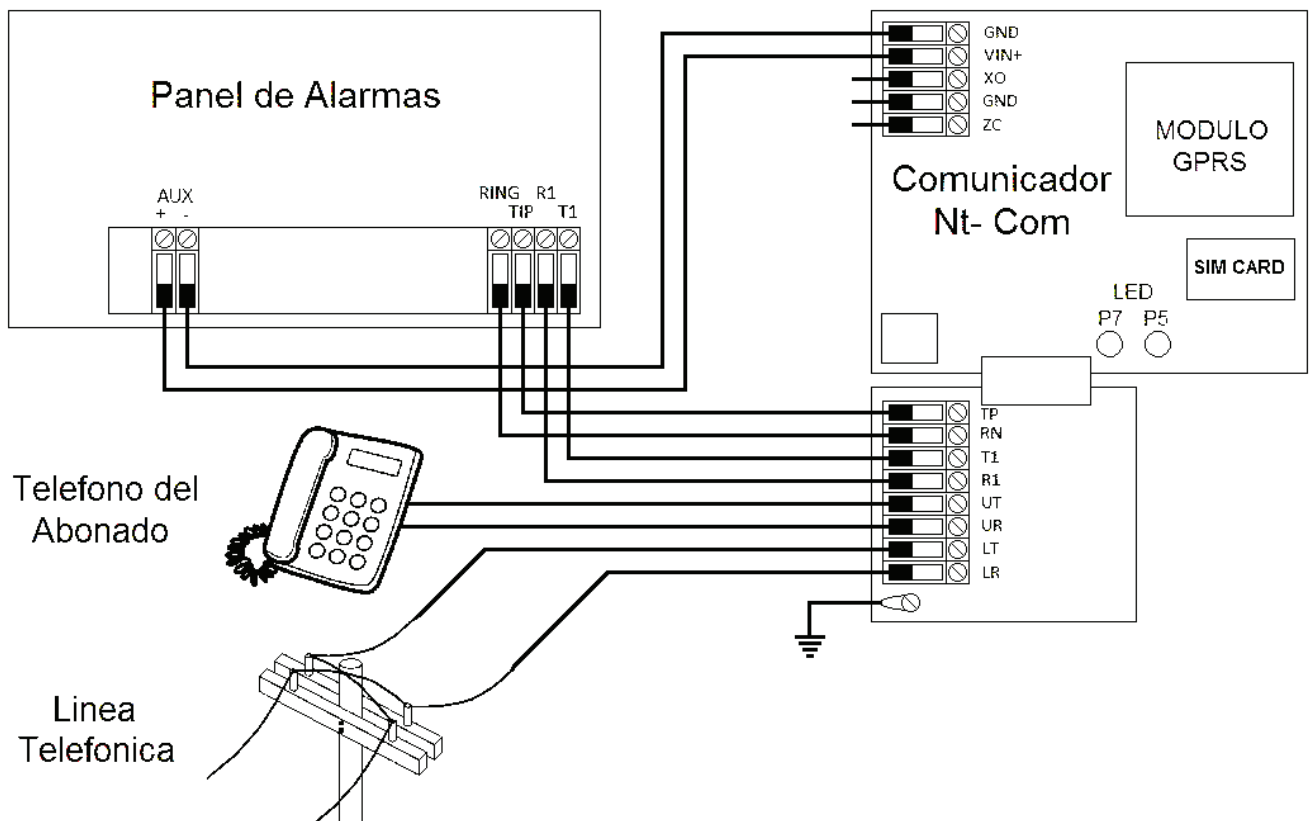 Panel de Alarmas
AUX
+ -
RING R1
TIP T1
GND
VIN+
XO
GND
ZC
MODULO
GPRS
Comunicador
Nt- Com
SIM CARD
LED
P7 P5
TP
RN
T1
R1
UT
UR
LT
LR
Telefono del
Abonado
Linea
Telefonica